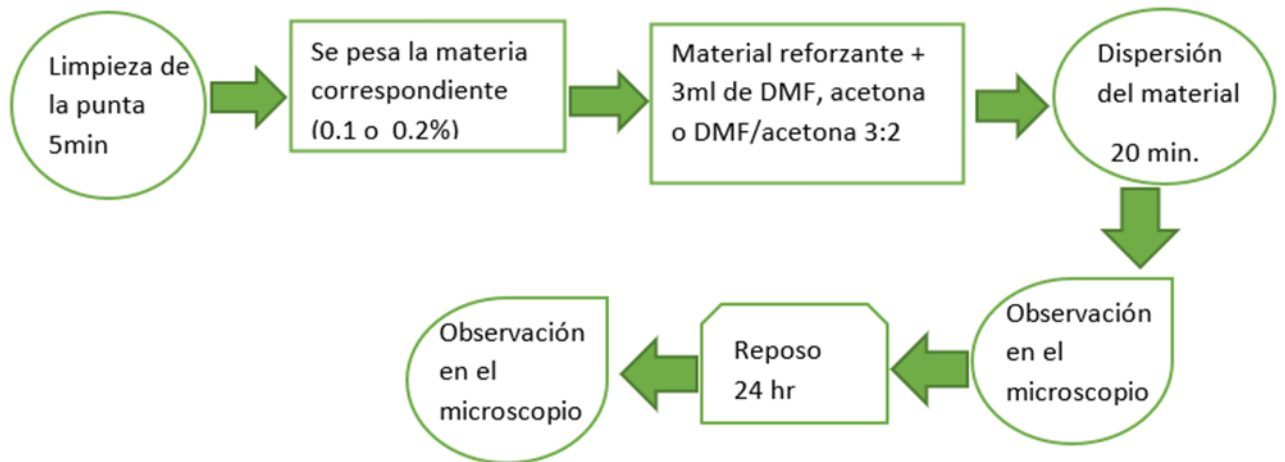 Limpieza de
la punta
5min
Se pesa la materia
correspondiente
(0.1 o 0.2%)
Material reforzante +
3ml de DMF, acetona
o DMF/acetona 3:2
Dispersión
del material
20 min.
Observación
en el
microscopio
Reposo
24 hr
Observación
en el
microscopio